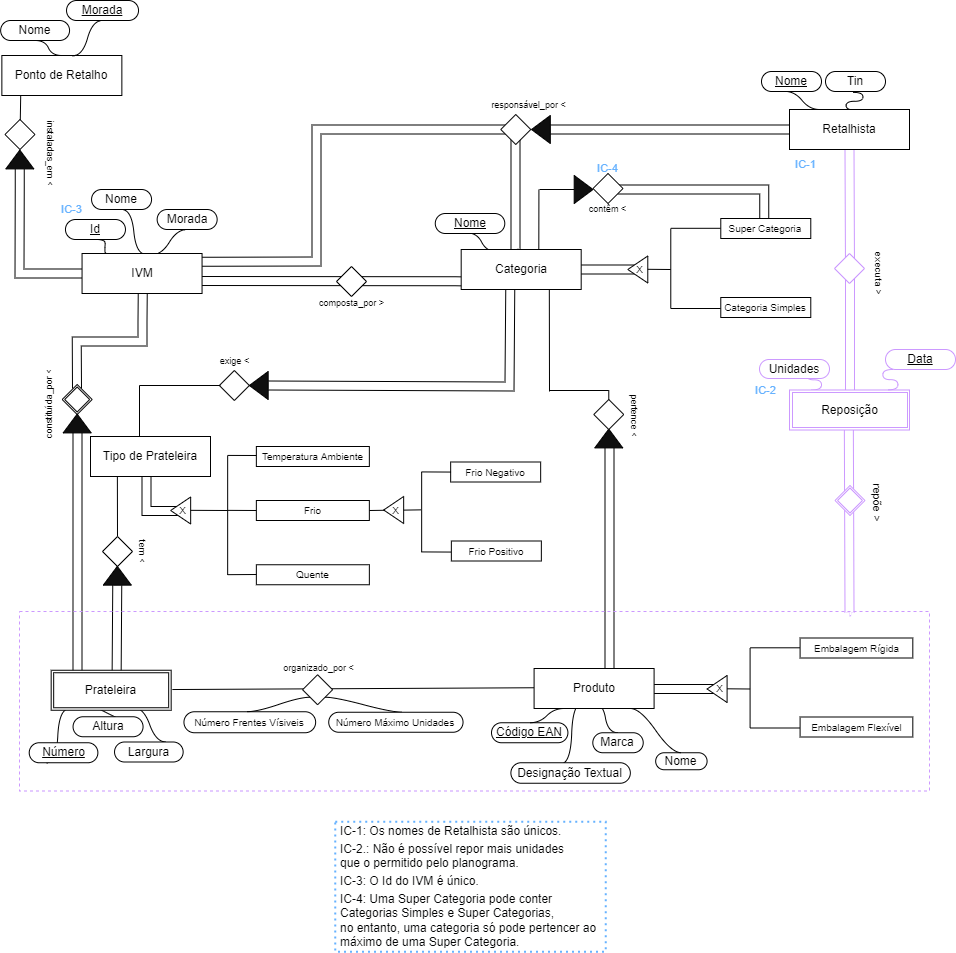 Morada
Nome
Ponto de Retalho
Nome
Tin
responsável_por <
Retalhista
instaladas_em <
IC-1
IC-4
Nome
IC-3
Morada
contém <
Id
Nome
Super Categoria
IVM
Categoria
X
executa >
composta_por >
Categoria Simples
exige <
Data
Unidades
IC-2
constituida_por >
pertence <
Reposição
Tipo de Prateleira
Temperatura Ambiente
Frio Negativo
repõe >
X
Frio
X
tem <
Frio Positivo
Quente
Embalagem Rígida
organizado_por <
Prateleira
Produto
X
Número Frentes Vísiveis
Número Máximo Unidades
Altura
Código EAN
Embalagem Flexível
Número
Largura
Marca
Nome
Designação Textual
IC-1: Os nomes de Retalhista são únicos.
IC-2.: Não é possível repor mais unidades
que o permitido pelo planograma.
IC-3: O Id do IVM é único.
IC-4: Uma Super Categoria pode conter
Categorias Simples e Super Categorias,
no entanto, uma categoria só pode pertencer ao
máximo de uma Super Categoria.